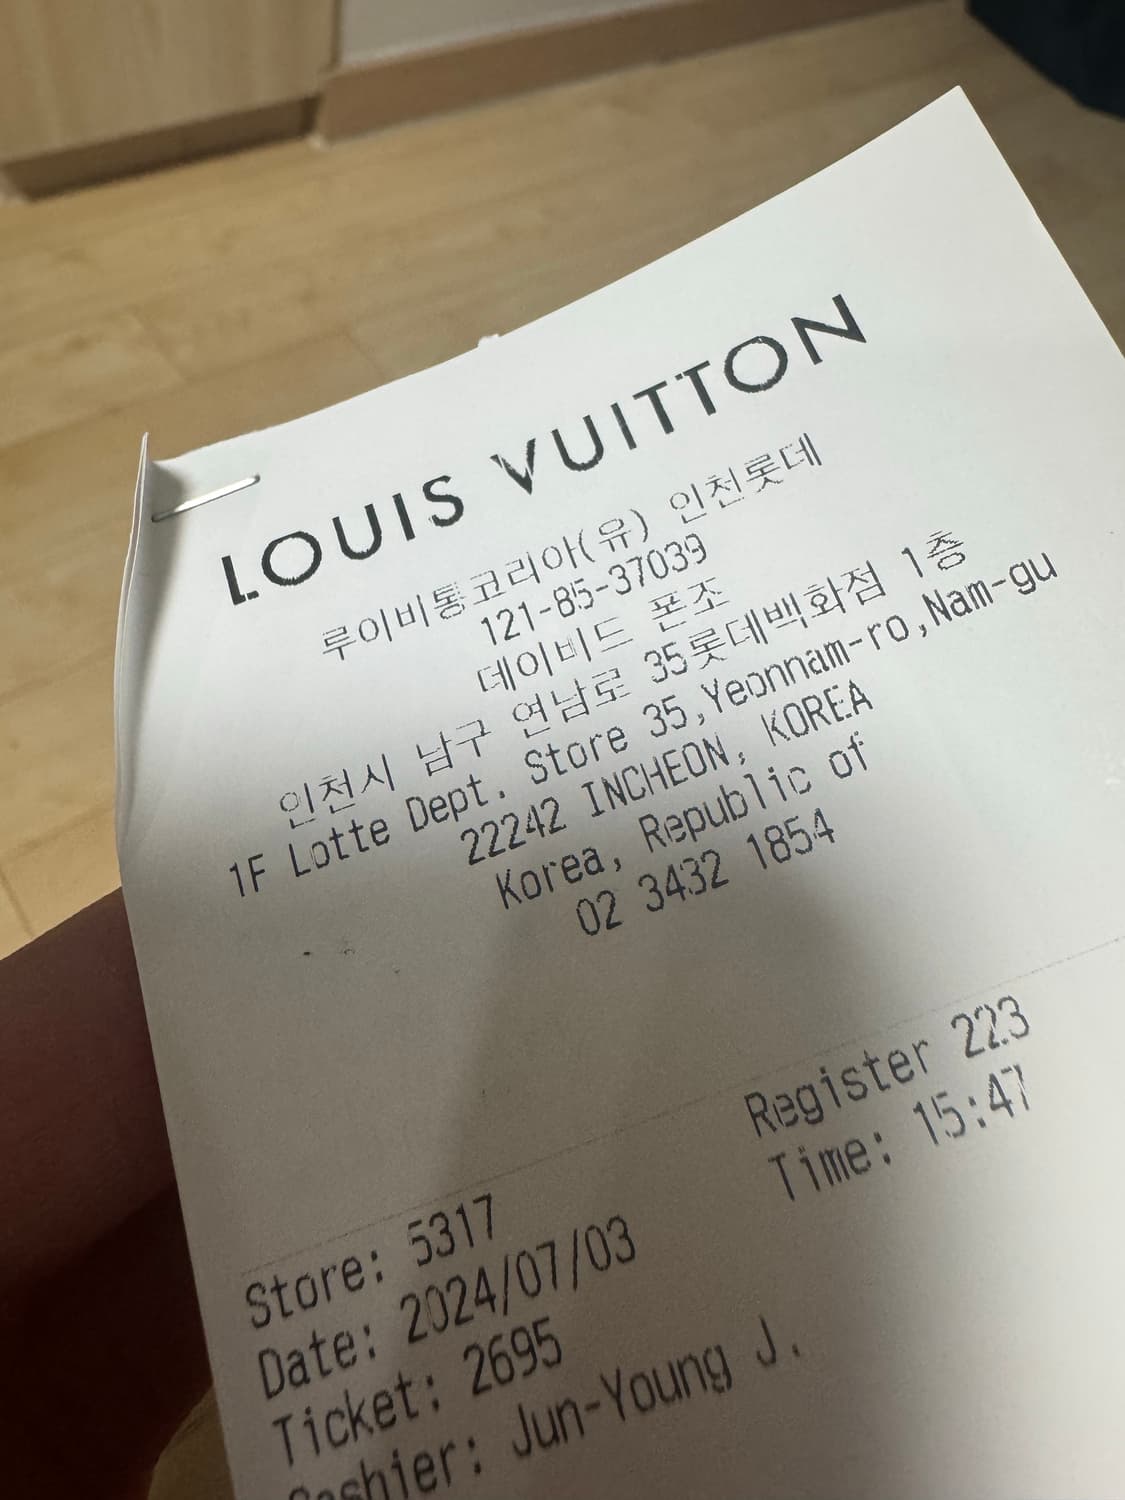 LOUIS VUITTON
루이비통코리아(유) 인천롯데
121-85-37039
데이비드 폰조
인천시 남구 연남로 35롯데백화점 1층
1F Lotte Dept. Store 35,Yeonnam-ro,Nam-gu
22242 INCHEON, KOREA
Korea, Republic of
02 3432 1854
Register 223
Store: 5317
Time: 15:47
Date: 2024/07/03
Ticket: 2695
Cashier: Jun-Young J.